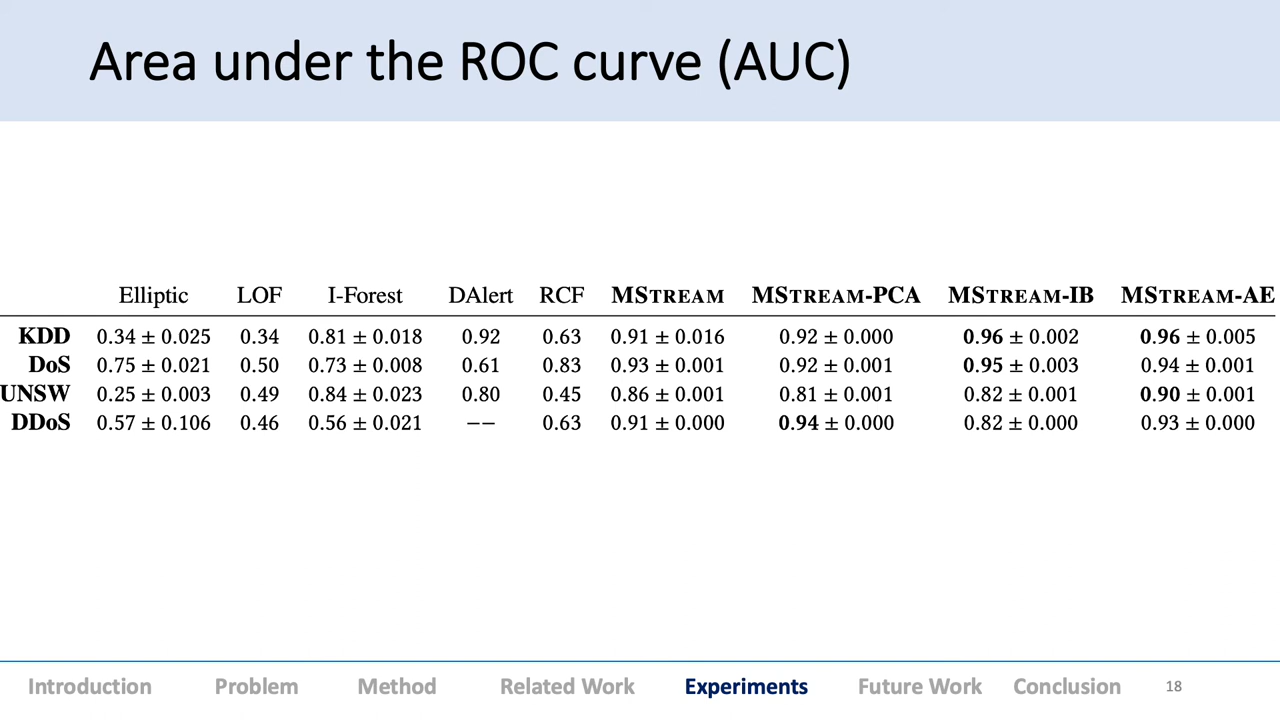 Area under the ROC curve (AUC)
Elliptic LOF I-Forest DAlert RCF MSTREAM MSTREAM-PCA MSTREAM-IB MSTREAM-AE
KDD 0.34 ± 0.025 0.34 0.81 ± 0.018 0.92 0.63 0.91 ± 0.016 0.92 ± 0.000 0.96 ± 0.002 0.96 ± 0.005
DoS 0.75 ± 0.021 0.50 0.73 ± 0.008 0.61 0.83 0.93 ± 0.001 0.92 ± 0.001 0.95 ± 0.003 0.94 ± 0.001
UNSW 0.25 ± 0.003 0.49 0.84 ± 0.023 0.80 0.45 0.86 ± 0.001 0.81 ± 0.001 0.82 ± 0.001 0.90 ± 0.001
DDoS 0.57 ± 0.106 0.46 0.56 ± 0.021 −− 0.63 0.91 ± 0.000 0.94 ± 0.000 0.82 ± 0.000 0.93 ± 0.000
Introduction Problem Method Related Work Experiments Future Work Conclusion 18